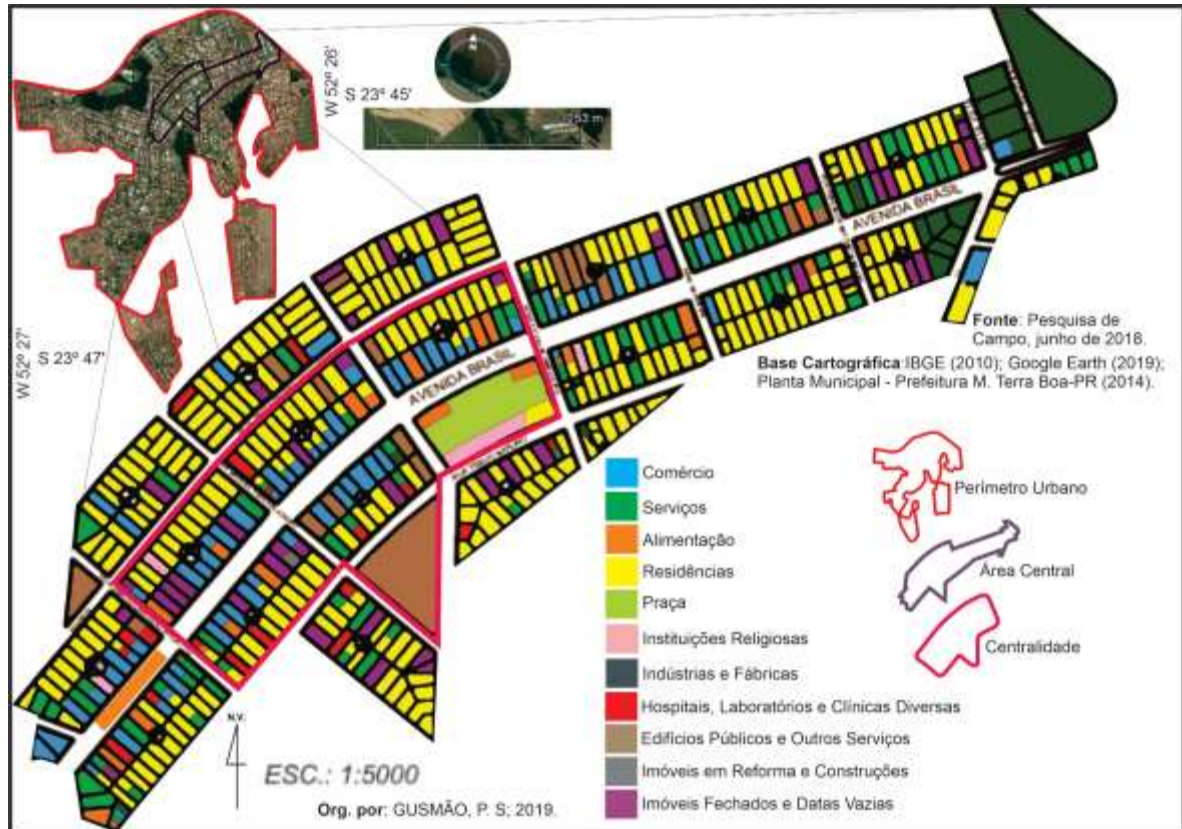 W 52º 26'
S 23º 45'
253 m
W 52º 27'
S 23º 47'
AVENIDA BRASIL
AVENIDA BRASIL
Fonte: Pesquisa de
Campo, junho de 2018.
Base Cartográfica:IBGE (2010); Google Earth (2019);
Planta Municipal - Prefeitura M. Terra Boa-PR (2014).
Comércio
Serviços
Alimentação
Residências
Praça
Instituições Religiosas
Indústrias e Fábricas
Hospitais, Laboratórios e Clínicas Diversas
Edifícios Públicos e Outros Serviços
Imóveis em Reforma e Construções
Imóveis Fechados e Datas Vazias
Perímetro Urbano
Área Central
Centralidade
N.V.
ESC.: 1:5000
Org. por: GUSMÃO, P. S; 2019.